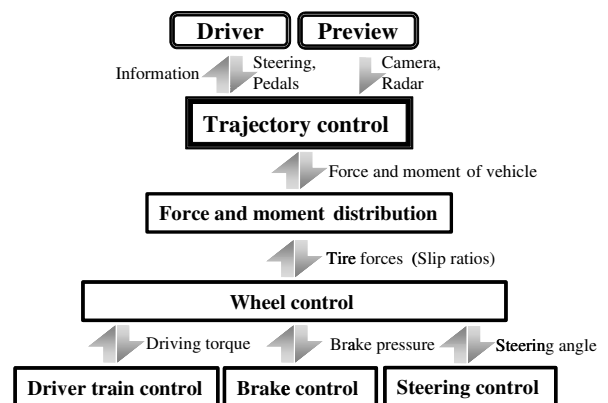 Driver
Preview
Information
Steering,
Pedals
Camera,
Radar
Trajectory control
Force and moment of vehicle
Force and moment distribution
Tire forces (Slip ratios)
Wheel control
Driving torque
Brake pressure
Steering angle
Driver train control
Brake control
Steering control